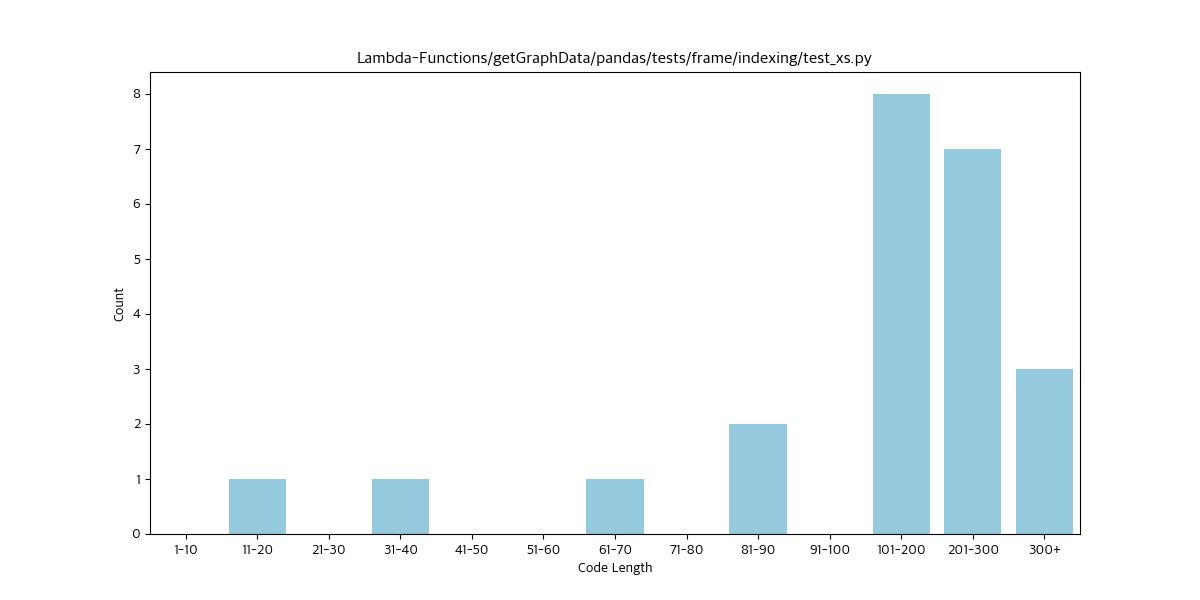 Lambda-Functions/getGraphData/pandas/tests/frame/indexing/test_xs.py
8
7
6
5
4
3
2
1
0
Count
1-10 11-20 21-30 31-40 41-50 51-60 61-70 71-80 81-90 91-100 101-200 201-300 300+
Code Length